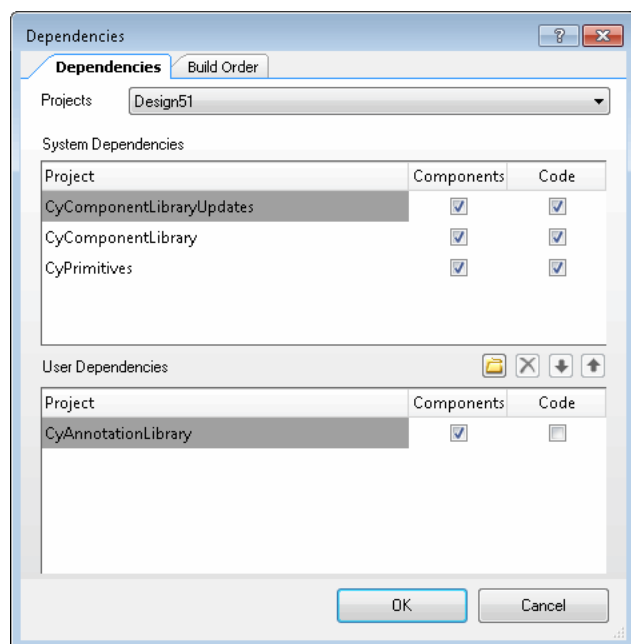 Dependencies
Dependencies Build Order
Projects Design51
System Dependencies
Project Components Code
CyComponentLibraryUpdates
CyComponentLibrary
CyPrimitives
User Dependencies
Project Components Code
CyAnnotationLibrary
OK Cancel